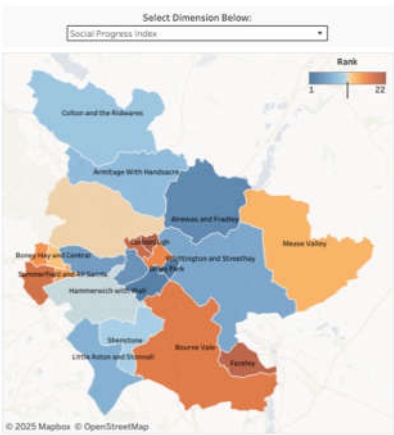 Select Dimension Below:
Social Progress Index
Rank
1 22
Colton and the Ridwares
Armitage With Handsacre
Alrewas and Fradley
Mease Valley
Boney Hay and Central
Whittington and Streethay
Summerfield and All Saints
Hammerwich with Wall
Shenstone
Little Aston and Stonnall
Bourne Vale
Fazeley
© 2025 Mapbox © OpenStreetMap